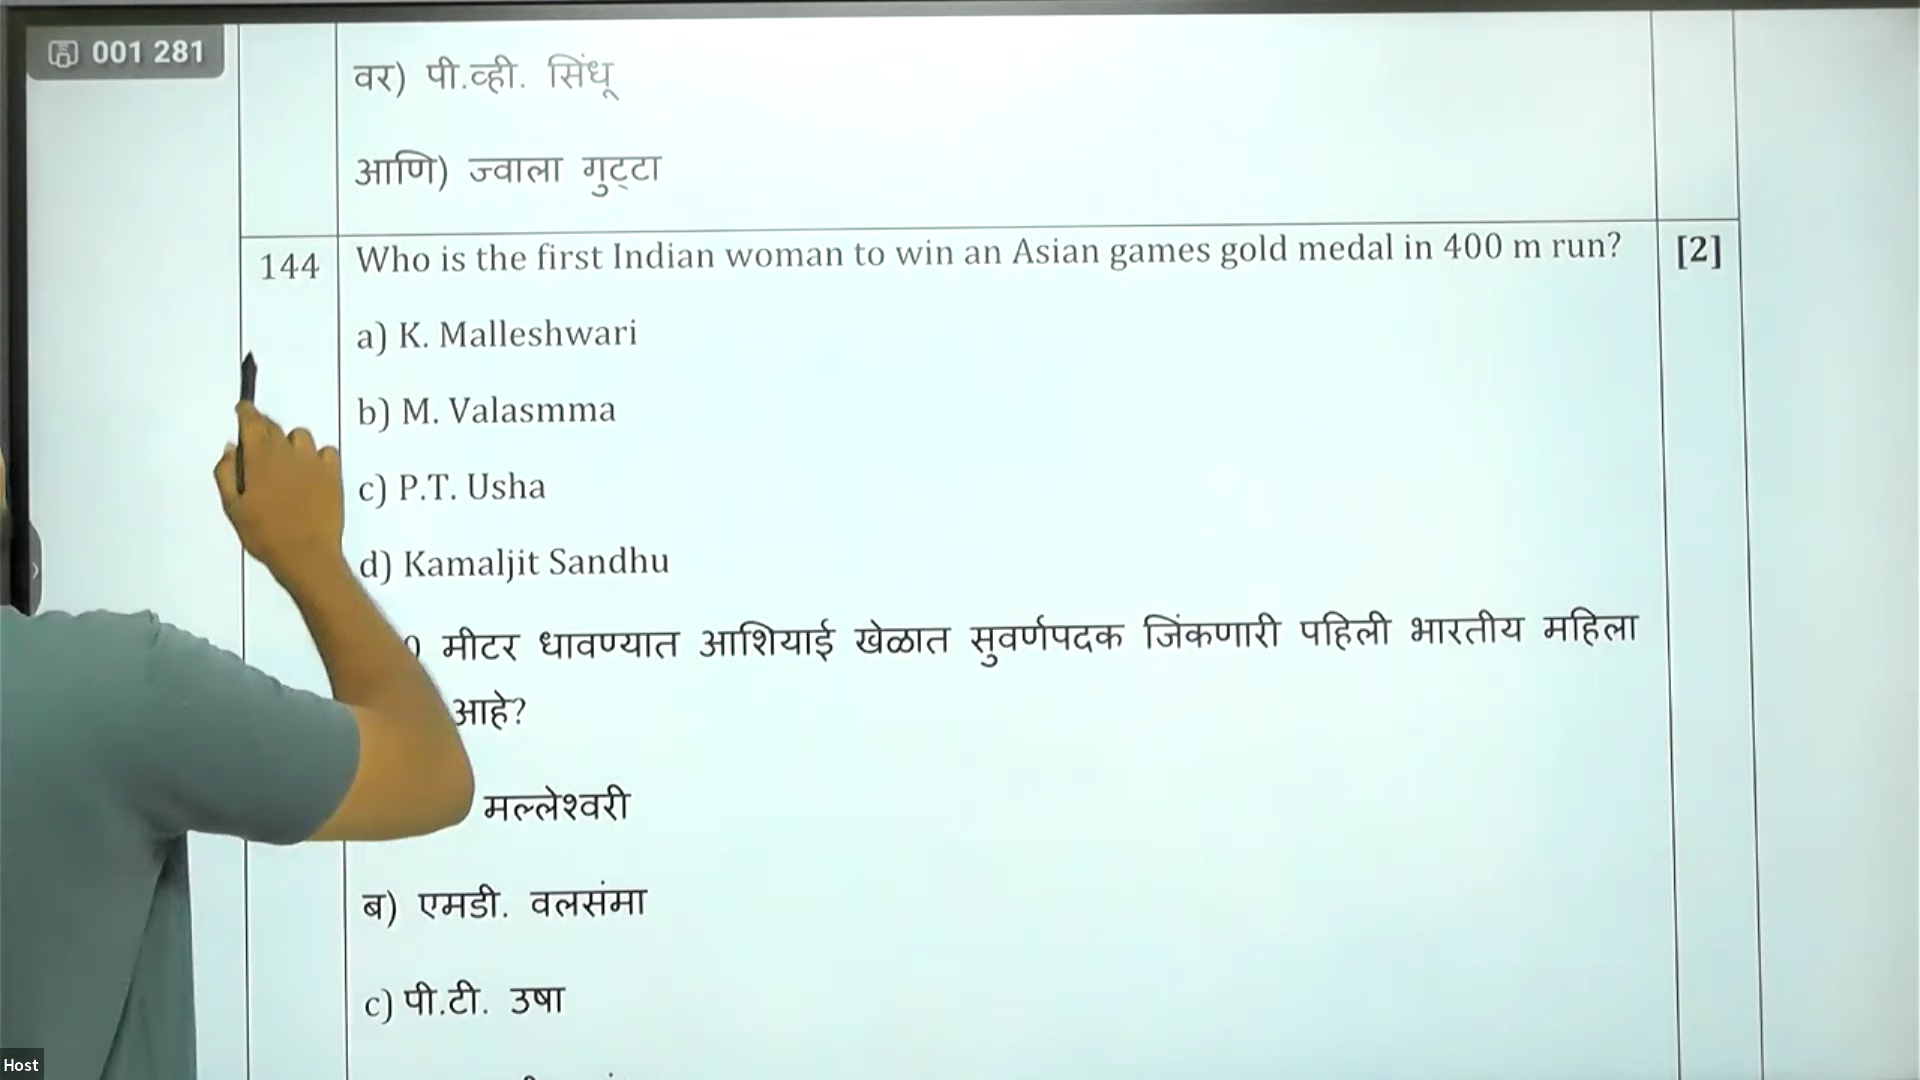 001 281
वर) पी.व्ही. सिंधू
आणि) ज्वाला गुट्टा
144 Who is the first Indian woman to win an Asian games gold medal in 400 m run? [2]
a) K. Malleshwari
b) M. Valasmma
c) P.T. Usha
d) Kamaljit Sandhu
मीटर धावण्यात आशियाई खेळात सुवर्णपदक जिंकणारी पहिली भारतीय महिला
आहे?
मल्लेश्वरी
ब) एमडी. वलसंमा
c) पी.टी. उषा
Host